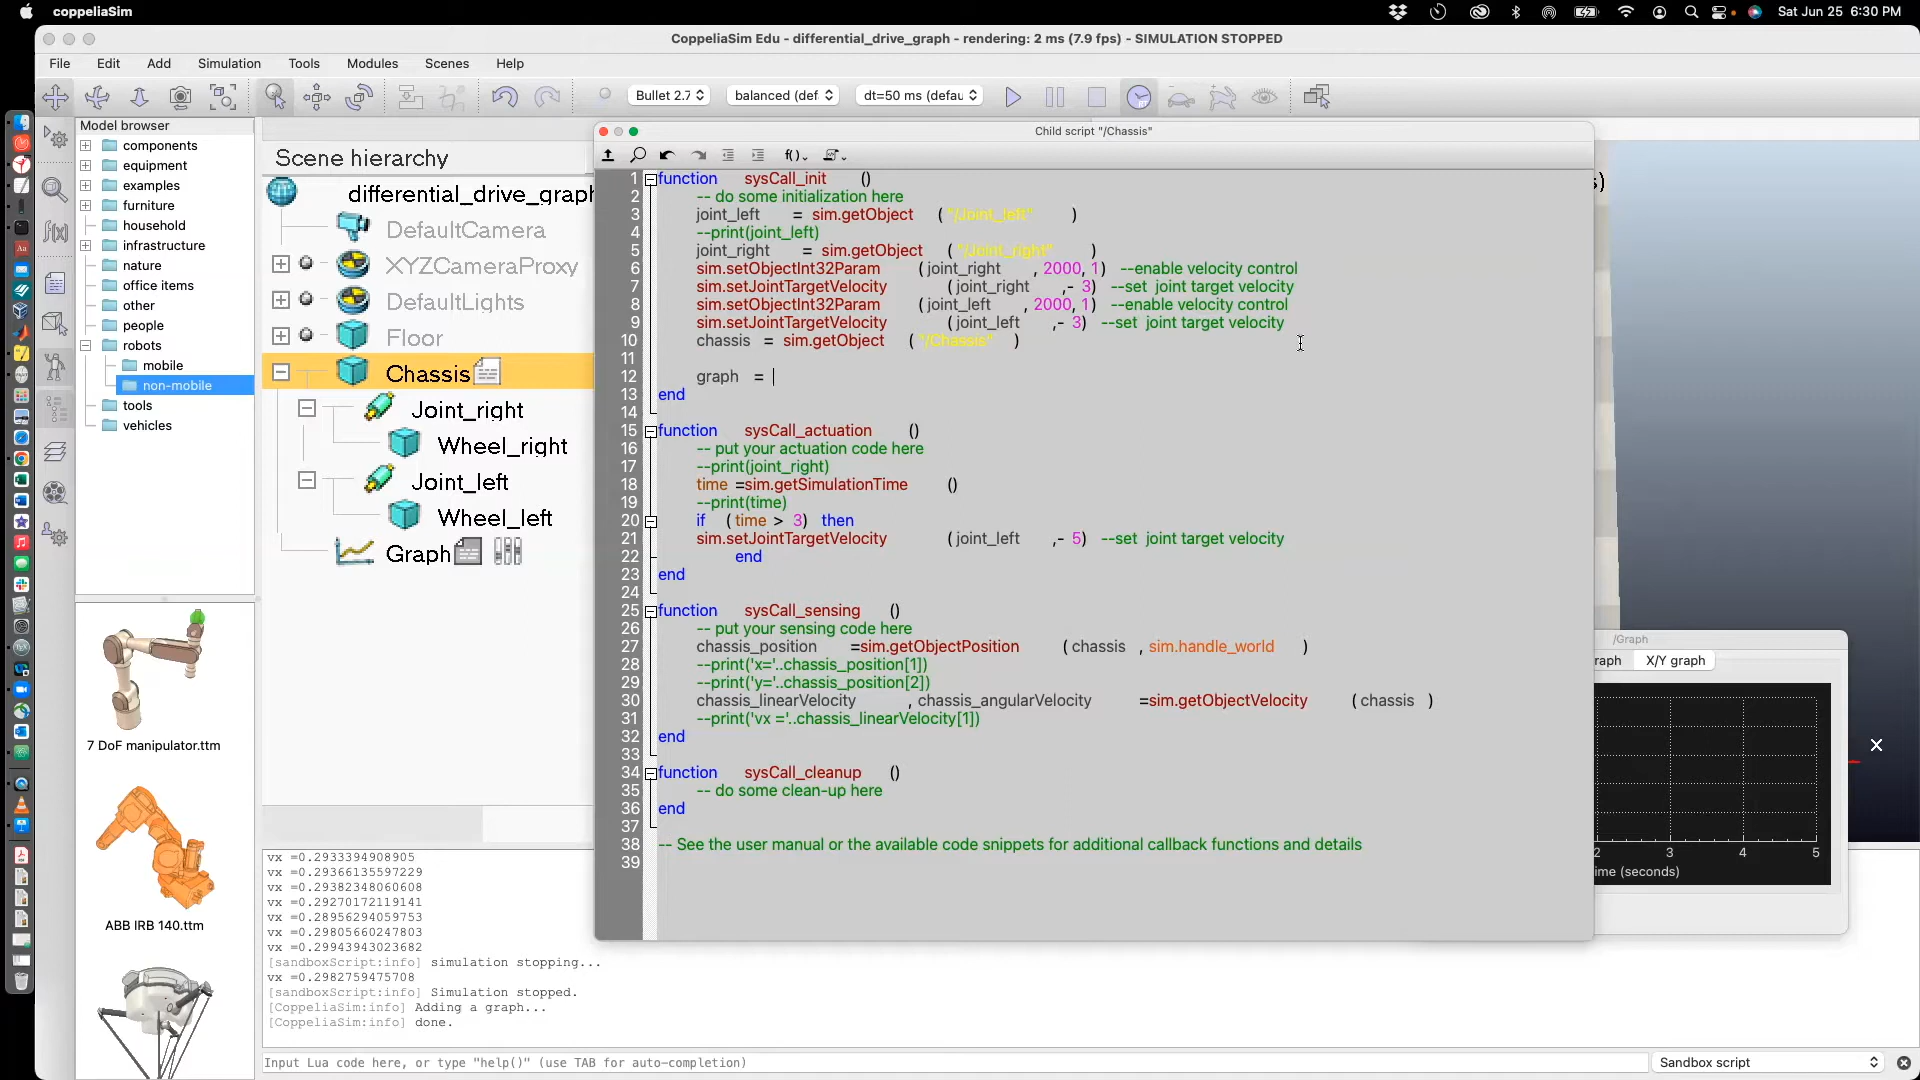 coppeliaSim
Sat Jun 25 6:30 PM
CoppeliaSim Edu - differential_drive_graph - rendering: 2 ms (7.9 fps) - SIMULATION STOPPED
File Edit Add Simulation Tools Modules Scenes Help
Bullet 2.7 balanced (def dt=50 ms (defau
Model browser
components
equipment
examples
furniture
household
infrastructure
nature
office items
other
people
robots
mobile
non-mobile
tools
vehicles
7 DoF manipulator.ttm
ABB IRB 140.ttm
Scene hierarchy
differential_drive_graph
DefaultCamera
XYZCameraProxy
DefaultLights
Floor
Chassis
Joint_right
Wheel_right
Joint_left
Wheel_left
Graph
Child script "/Chassis"
f()
1 function sysCall_init ()
2 -- do some initialization here
3 joint_left = sim.getObject ( "/Joint_left" )
4 --print(joint_left)
5 joint_right = sim.getObject ( "/Joint_right" )
6 sim.setObjectInt32Param (joint_right , 2000, 1) --enable velocity control
7 sim.setJointTargetVelocity (joint_right ,- 3) --set joint target velocity
8 sim.setObjectInt32Param (joint_left , 2000, 1) --enable velocity control
9 sim.setJointTargetVelocity (joint_left ,- 3) --set joint target velocity
10 chassis = sim.getObject ( "/Chassis" )
11
12 graph =
13 end
14
15 function sysCall_actuation ()
16 -- put your actuation code here
17 --print(joint_right)
18 time =sim.getSimulationTime ()
19 --print(time)
20 if (time > 3) then
21 sim.setJointTargetVelocity (joint_left ,- 5) --set joint target velocity
22 end
23 end
24
25 function sysCall_sensing ()
26 -- put your sensing code here
27 chassis_position =sim.getObjectPosition (chassis , sim.handle_world )
28 --print('x='..chassis_position[1])
29 --print('y='..chassis_position[2])
30 chassis_linearVelocity , chassis_angularVelocity =sim.getObjectVelocity (chassis )
31 --print('vx ='..chassis_linearVelocity[1])
32 end
33
34 function sysCall_cleanup ()
35 -- do some clean-up here
36 end
37
38 -- See the user manual or the available code snippets for additional callback functions and details
39
s)
/Graph
raph X/Y graph
2 3 4 5
ime (seconds)
X
vx =0.2933394908905
vx =0.29366135597229
vx =0.29382348060608
vx =0.29270172119141
vx =0.28956294059753
vx =0.29805660247803
vx =0.29943943023682
[sandboxScript:info] simulation stopping...
vx =0.2982759475708
[sandboxScript:info] Simulation stopped.
[CoppeliaSim:info] Adding a graph...
[CoppeliaSim:info] done.
Input Lua code here, or type "help()" (use TAB for auto-completion)
Sandbox script